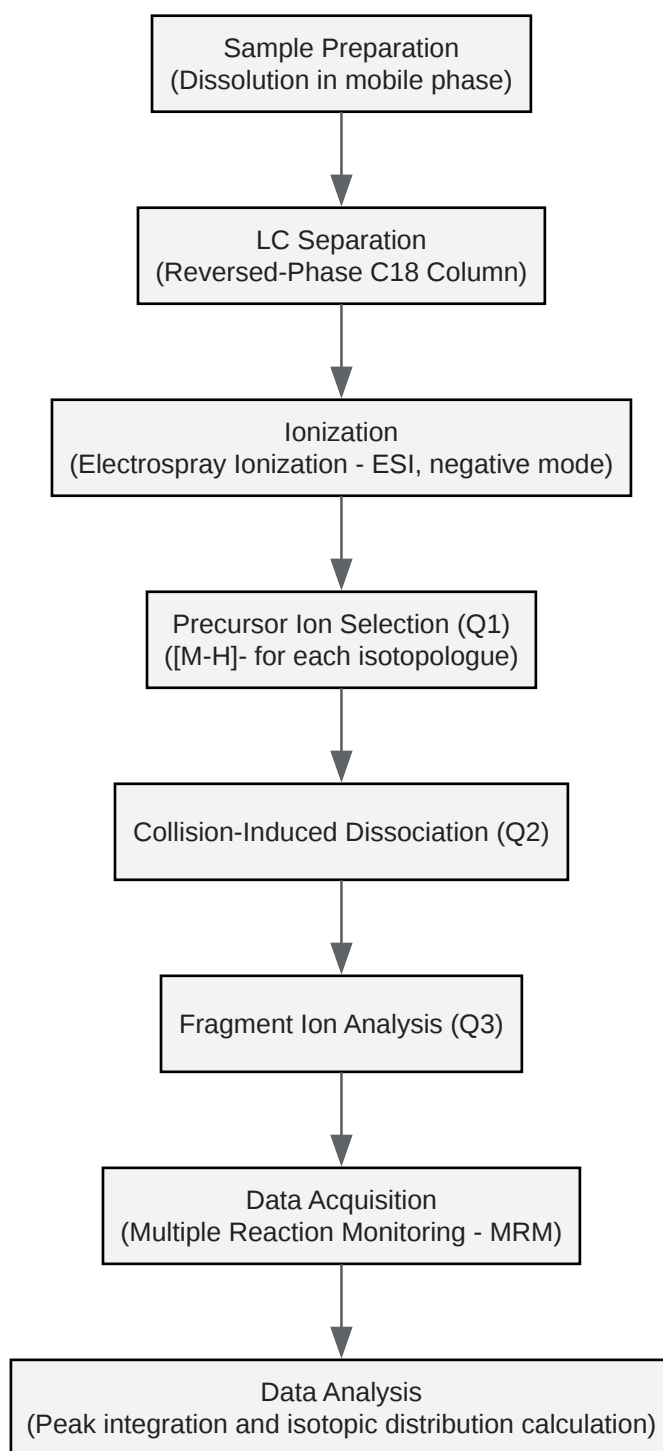 Sample Preparation
(Dissolution in mobile phase)
LC Separation
(Reversed-Phase C18 Column)
Ionization
(Electrospray Ionization - ESI, negative mode)
Precursor Ion Selection (Q1)
([M-H]- for each isotopologue)
Collision-Induced Dissociation (Q2)
Fragment Ion Analysis (Q3)
Data Acquisition
(Multiple Reaction Monitoring - MRM)
Data Analysis
(Peak integration and isotopic distribution calculation)